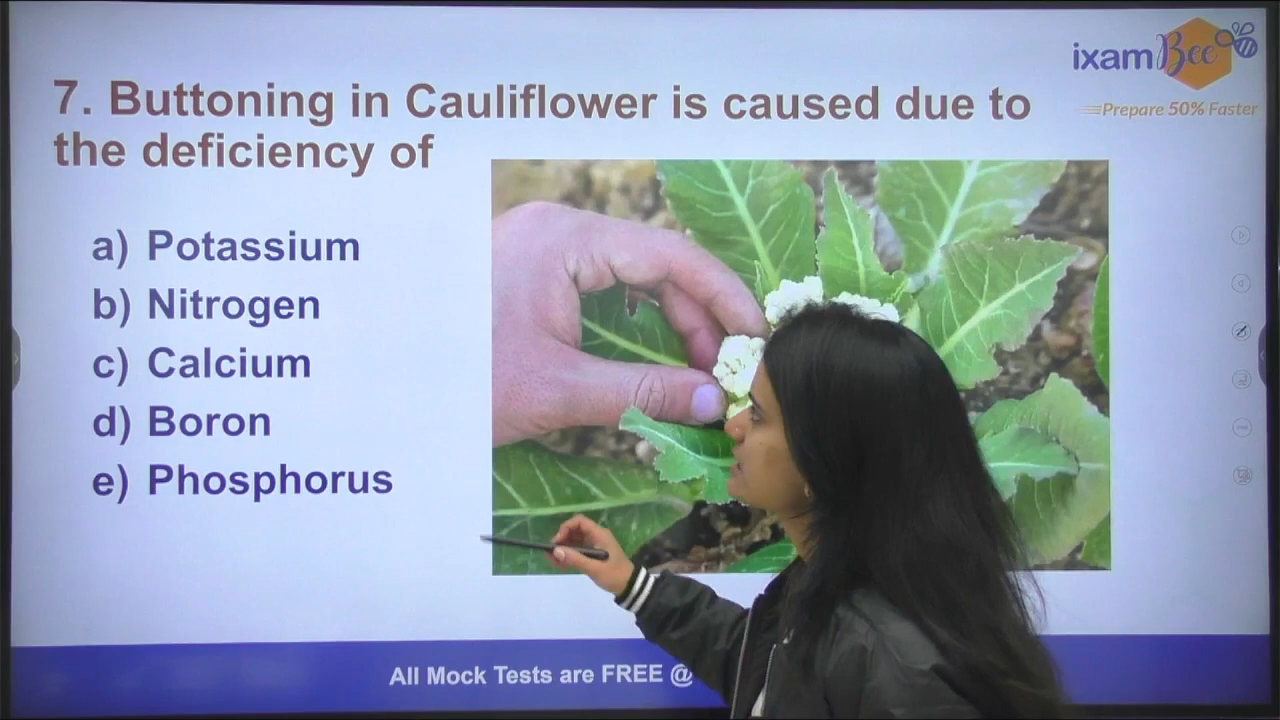 ixamBee
Prepare 50% Faster
7. Buttoning in Cauliflower is caused due to
the deficiency of
a) Potassium
b) Nitrogen
c) Calcium
d) Boron
e) Phosphorus
All Mock Tests are FREE @